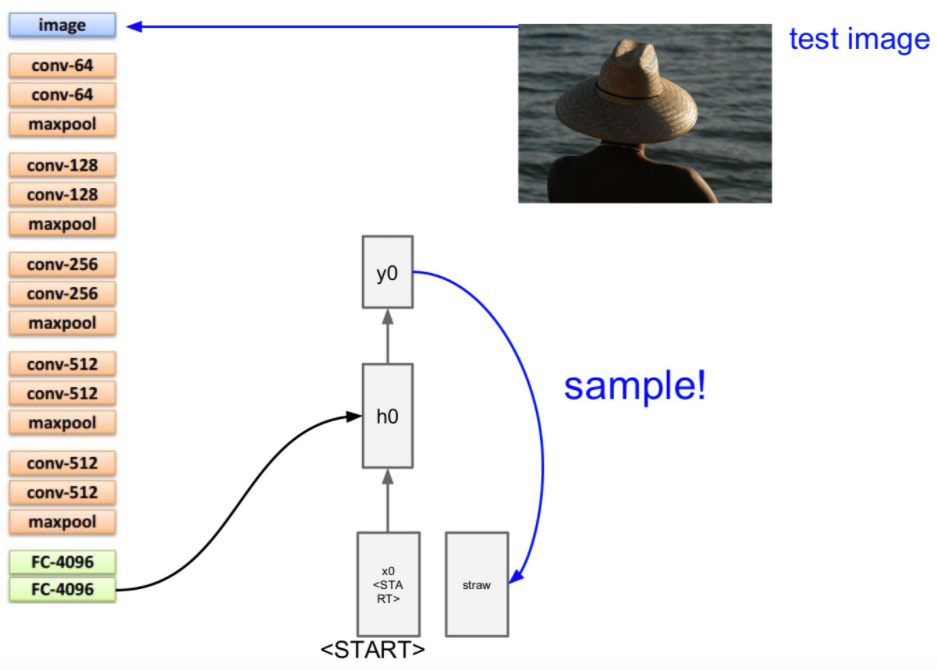 image
conv-64
conv-64
maxpool
conv-128
conv-128
maxpool
conv-256
conv-256
maxpool
conv-512
conv-512
maxpool
conv-512
conv-512
maxpool
FC-4096
FC-4096
test image
y0
sample!
h0
x0
<STA
RT>
straw
<START>